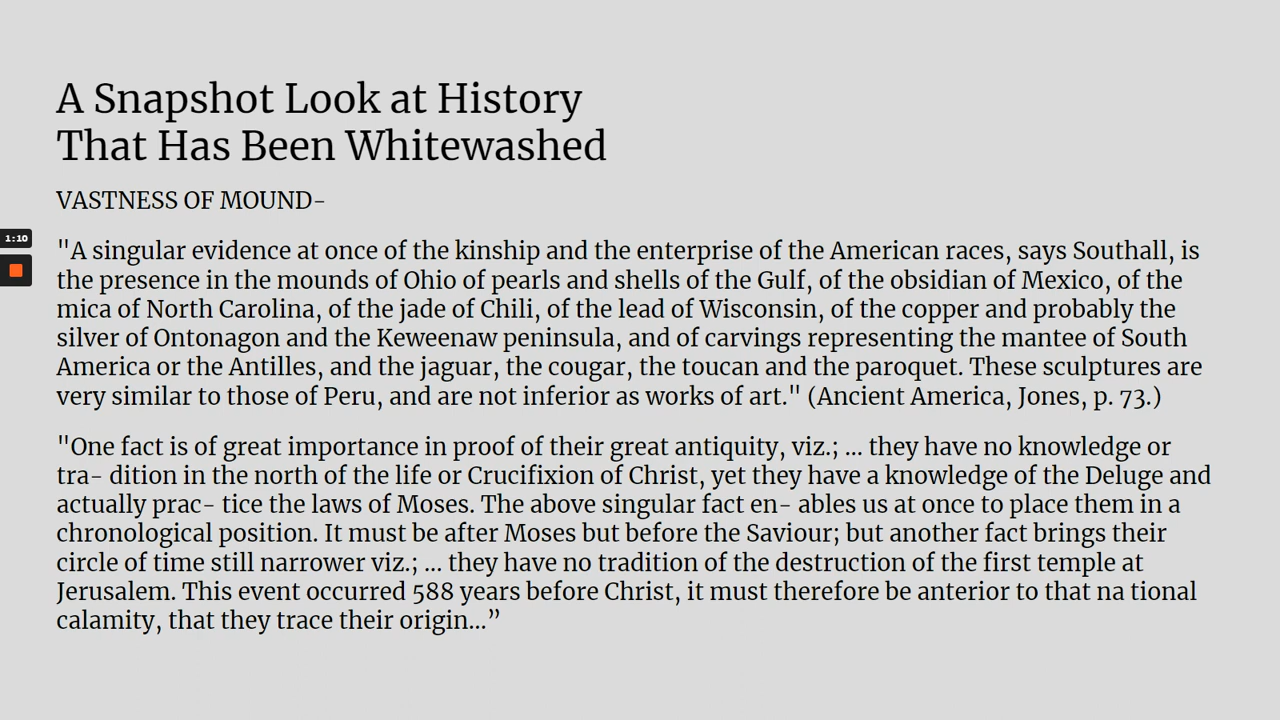 A Snapshot Look at History
That Has Been Whitewashed
VASTNESS OF MOUND-
1:10
"A singular evidence at once of the kinship and the enterprise of the American races, says Southall, is
the presence in the mounds of Ohio of pearls and shells of the Gulf, of the obsidian of Mexico, of the
mica of North Carolina, of the jade of Chili, of the lead of Wisconsin, of the copper and probably the
silver of Ontonagon and the Keweenaw peninsula, and of carvings representing the mantee of South
America or the Antilles, and the jaguar, the cougar, the toucan and the paroquet. These sculptures are
very similar to those of Peru, and are not inferior as works of art." (Ancient America, Jones, p. 73.)
"One fact is of great importance in proof of their great antiquity, viz.; ... they have no knowledge or
tra- dition in the north of the life or Crucifixion of Christ, yet they have a knowledge of the Deluge and
actually prac- tice the laws of Moses. The above singular fact en- ables us at once to place them in a
chronological position. It must be after Moses but before the Saviour; but another fact brings their
circle of time still narrower viz.; ... they have no tradition of the destruction of the first temple at
Jerusalem. This event occurred 588 years before Christ, it must therefore be anterior to that na tional
calamity, that they trace their origin...”